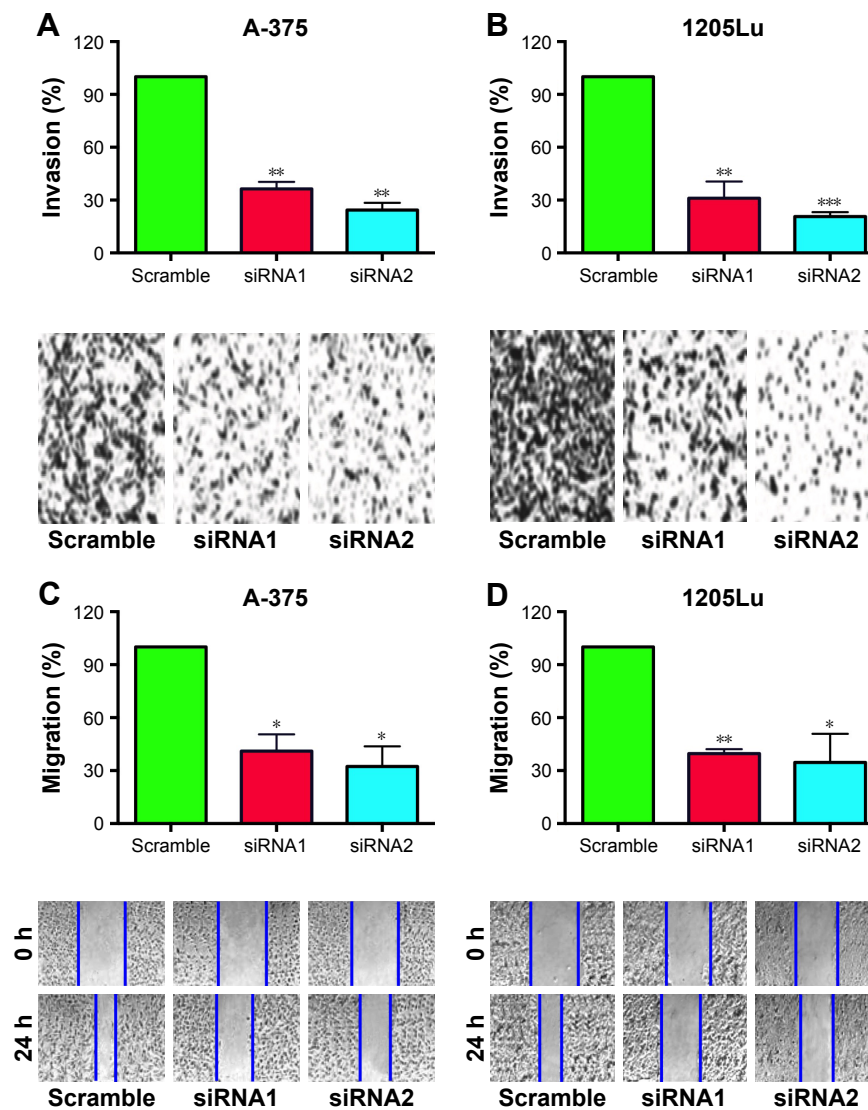 A
A-375
120
90
60
30
0
Invasion (%)
**
**
Scramble siRNA1 siRNA2
B
1205Lu
120
90
60
30
0
Invasion (%)
**
***
Scramble siRNA1 siRNA2
Scramble siRNA1 siRNA2
Scramble siRNA1 siRNA2
C
A-375
120
90
60
30
0
Migration (%)
*
*
Scramble siRNA1 siRNA2
D
1205Lu
120
90
60
30
0
Migration (%)
**
*
Scramble siRNA1 siRNA2
0 h
24 h
Scramble siRNA1 siRNA2
0 h
24 h
Scramble siRNA1 siRNA2